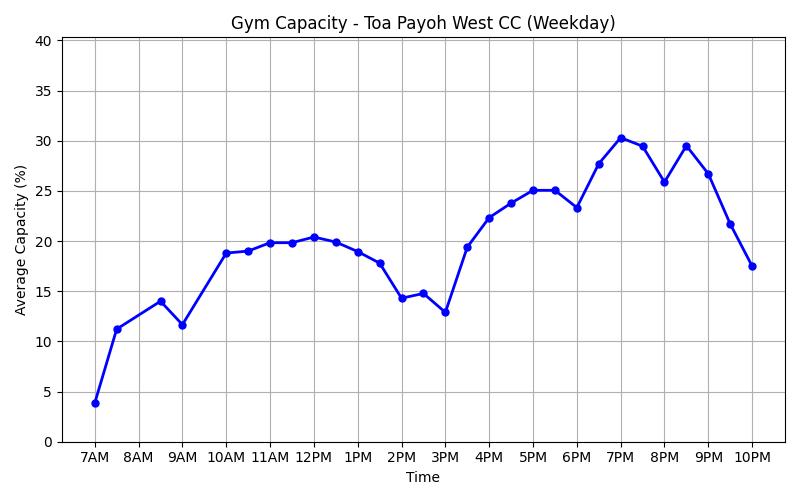 Gym Capacity - Toa Payoh West CC (Weekday)
Average Capacity (%)
40
35
30
25
20
15
10
5
0
7AM 8AM 9AM 10AM 11AM 12PM 1PM 2PM 3PM 4PM 5PM 6PM 7PM 8PM 9PM 10PM
Time